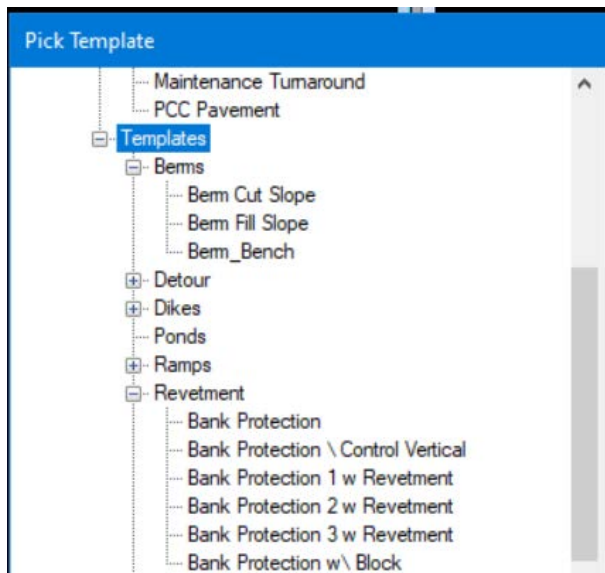 Pick Template
Maintenance Turnaround
PCC Pavement
Templates
Berms
Berm Cut Slope
Berm Fill Slope
Berm_Bench
Detour
Dikes
Ponds
Ramps
Revetment
Bank Protection
Bank Protection \ Control Vertical
Bank Protection 1 w Revetment
Bank Protection 2 w Revetment
Bank Protection 3 w Revetment
Bank Protection w\ Block